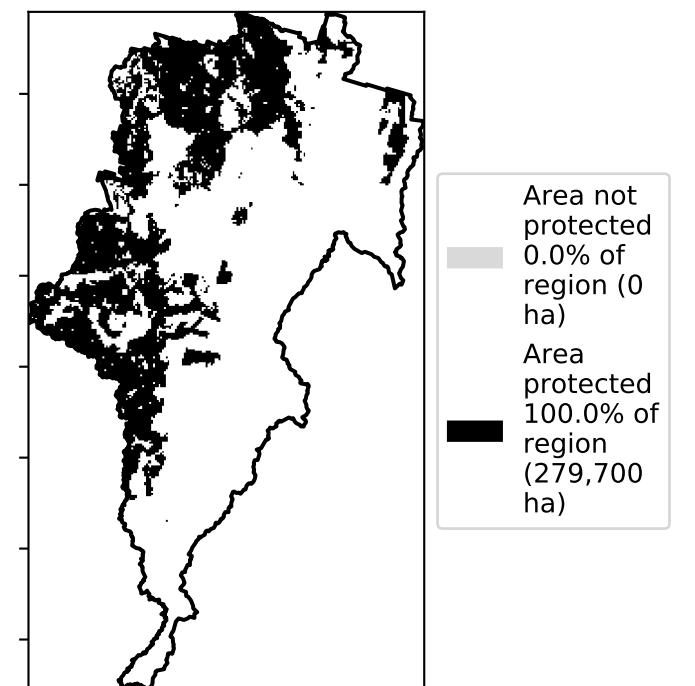 Area not
protected
0.0% of
region (0
ha)
Area
protected
100.0% of
region
(279,700
ha)